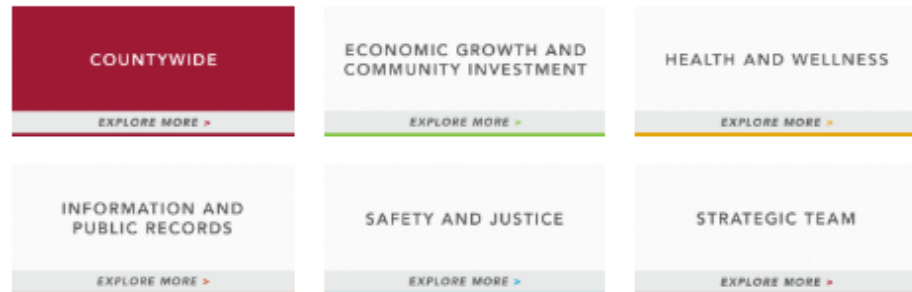 COUNTYWIDE
EXPLORE MORE >
ECONOMIC GROWTH AND
COMMUNITY INVESTMENT
EXPLORE MORE >
HEALTH AND WELLNESS
EXPLORE MORE >
INFORMATION AND
PUBLIC RECORDS
EXPLORE MORE >
SAFETY AND JUSTICE
EXPLORE MORE >
STRATEGIC TEAM
EXPLORE MORE >